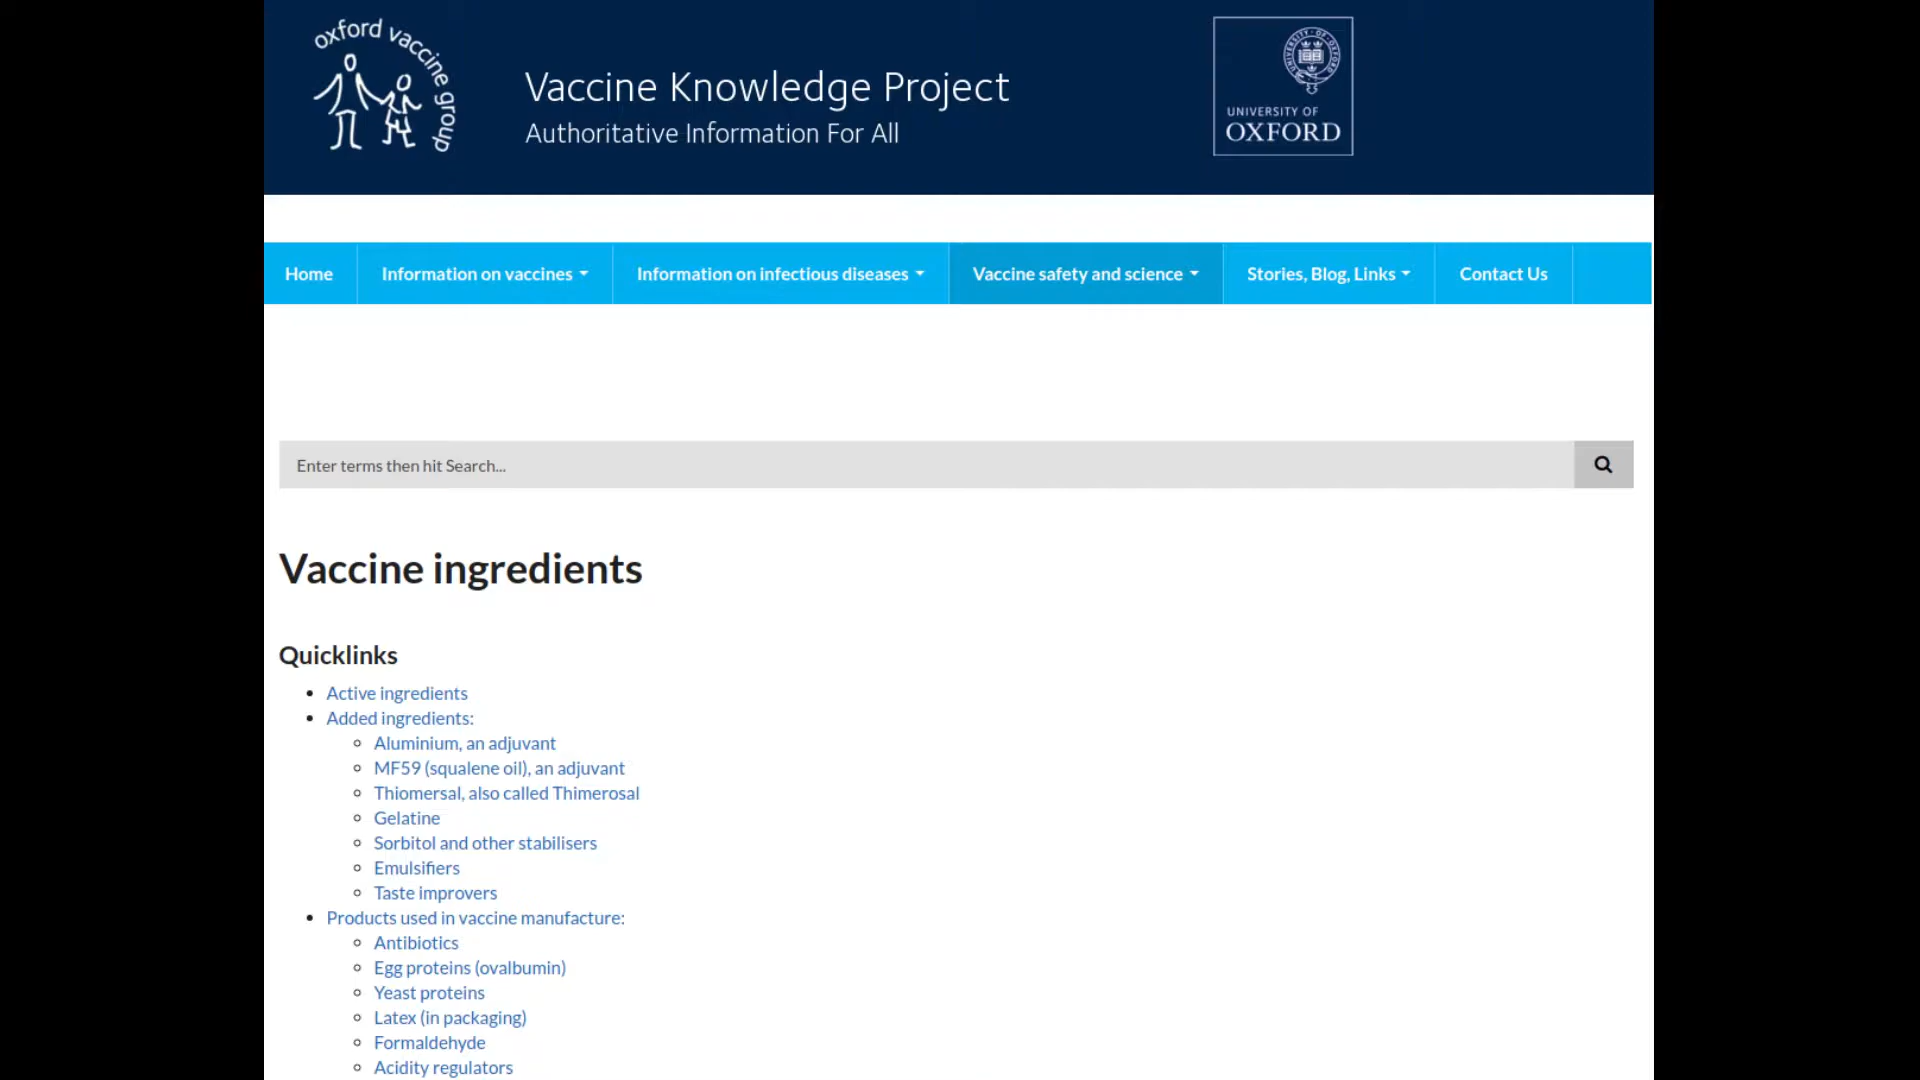 oxford vaccine group
Vaccine Knowledge Project
Authoritative Information For All
UNIVERSITY OF OXFORD
UNIVERSITY OF
OXFORD
Home
Information on vaccines
Information on infectious diseases
Vaccine safety and science
Stories, Blog, Links
Contact Us
Enter terms then hit Search...
Vaccine ingredients
Quicklinks
Active ingredients
Added ingredients:
Aluminium, an adjuvant
MF59 (squalene oil), an adjuvant
Thiomersal, also called Thimerosal
Gelatine
Sorbitol and other stabilisers
Emulsifiers
Taste improvers
Products used in vaccine manufacture:
Antibiotics
Egg proteins (ovalbumin)
Yeast proteins
Latex (in packaging)
Formaldehyde
Acidity regulators